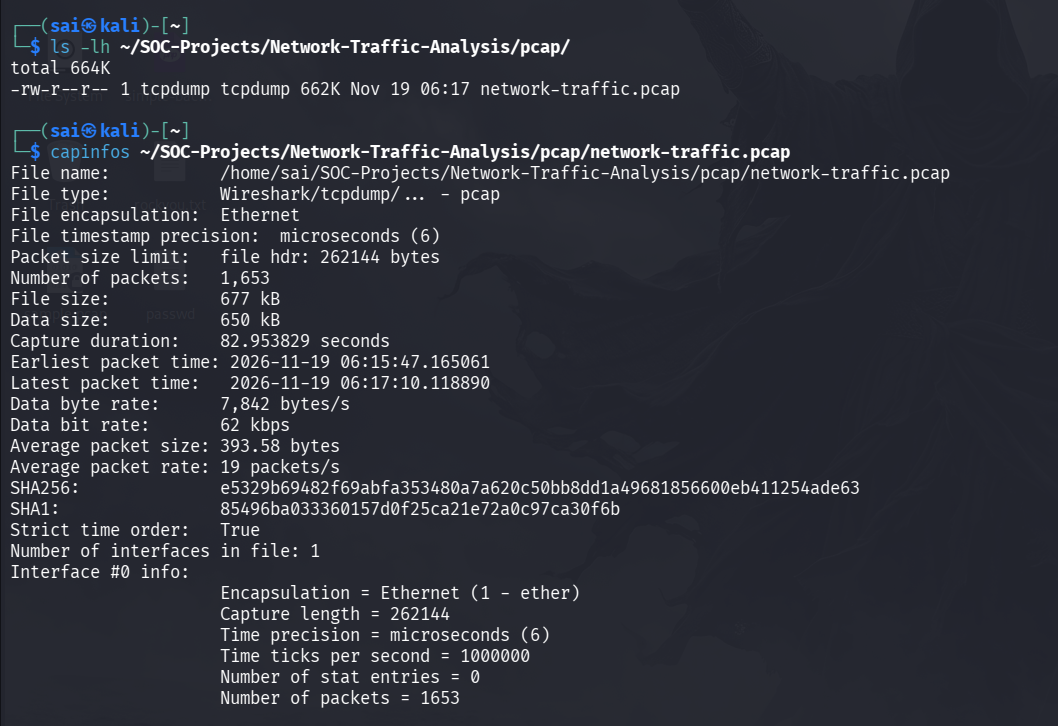 ┌──(sai㉿kali)-[~]
└─$ ls -lh ~/SOC-Projects/Network-Traffic-Analysis/pcap/
total 664K
-rw-r--r-- 1 tcpdump tcpdump 662K Nov 19 06:17 network-traffic.pcap
┌──(sai㉿kali)-[~]
└─$ capinfos ~/SOC-Projects/Network-Traffic-Analysis/pcap/network-traffic.pcap
File name:           /home/sai/SOC-Projects/Network-Traffic-Analysis/pcap/network-traffic.pcap
File type:           Wireshark/tcpdump/... - pcap
File encapsulation:  Ethernet
File timestamp precision:  microseconds (6)
Packet size limit:   file hdr: 262144 bytes
Number of packets:   1,653
File size:           677 kB
Data size:           650 kB
passwd
Capture duration:    82.953829 seconds
Earliest packet time: 2026-11-19 06:15:47.165061
Latest packet time:   2026-11-19 06:17:10.118890
Data byte rate:      7,842 bytes/s
Data bit rate:       62 kbps
Average packet size: 393.58 bytes
Average packet rate: 19 packets/s
SHA256:              e5329b69482f69abfa353480a7a620c50bb8dd1a49681856600eb411254ade63
SHA1:                85496ba033360157d0f25ca21e72a0c97ca30f6b
Strict time order:   True
Number of interfaces in file: 1
Interface #0 info:
                     Encapsulation = Ethernet (1 - ether)
                     Capture length = 262144
                     Time precision = microseconds (6)
                     Time ticks per second = 1000000
                     Number of stat entries = 0
                     Number of packets = 1653